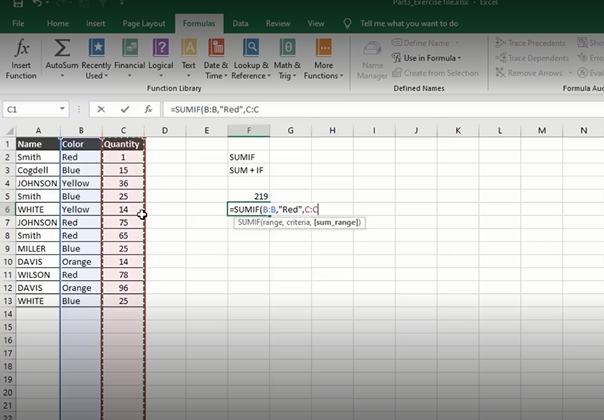 Part3_Exercise file.xlsx - Excel
File
Home
Insert
Page Layout
Formulas
Data
Review
View
Tell me what you want to do
Insert Function
AutoSum
Recently Used
Financial
Logical
Text
Date & Time
Lookup & Reference
Math & Trig
More Functions
Function Library
Name Manager
Define Name
Use in Formula
Create from Selection
Defined Names
Trace Precedents
Trace Dependents
Remove Arrows
Formula Aud
C1
=SUMIF(B:B,"Red",C:C
A B C D E F G H I J K L M N
1 Name Color Quantity
2 Smith Red 1 SUMIF
3 Cogdell Blue 15 SUM + IF
4 JOHNSON Yellow 36
5 Smith Blue 25 219
6 WHITE Yellow 14 =SUMIF(B:B,"Red",C:C
7 JOHNSON Red 75 SUMIF(range, criteria, [sum_range])
8 Smith Red 65
9 MILLER Blue 25
10 DAVIS Orange 14
11 WILSON Red 78
12 DAVIS Orange 96
13 WHITE Blue 25
14
15
16
17
18
19
20
21
22